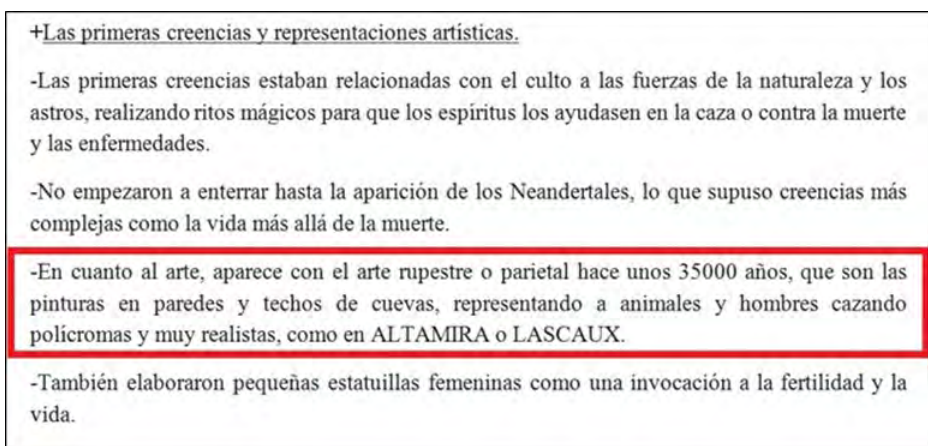 +Las primeras creencias y representaciones artísticas.
-Las primeras creencias estaban relacionadas con el culto a las fuerzas de la naturaleza y los
astros, realizando ritos mágicos para que los espíritus los ayudasen en la caza o contra la muerte
y las enfermedades.
-No empezaron a enterrar hasta la aparición de los Neandertales, lo que supuso creencias más
complejas como la vida más allá de la muerte.
-En cuanto al arte, aparece con el arte rupestre o parietal hace unos 35000 años, que son las
pinturas en paredes y techos de cuevas, representando a animales y hombres cazando
polícromas y muy realistas, como en ALTAMIRA o LASCAUX.
-También elaboraron pequeñas estatuillas femeninas como una invocación a la fertilidad y la
vida.